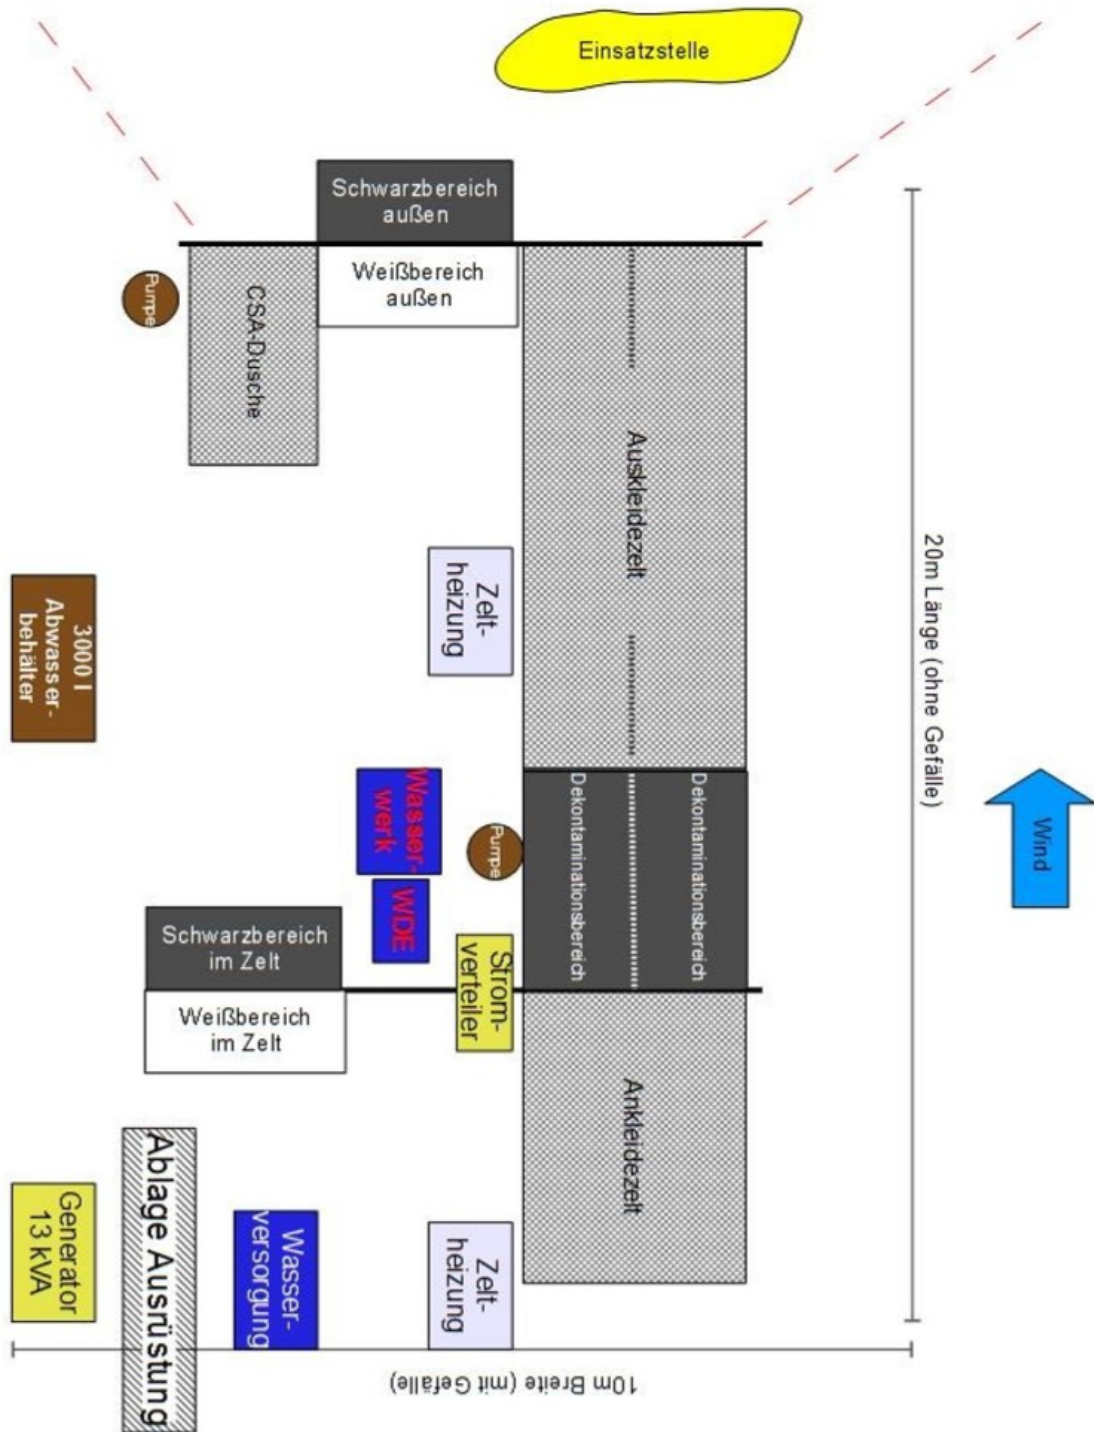 Einsatzstelle
Schwarzbereich
außen
Weißbereich
außen
Pumpe
CSA-Dusche
Auskleidezelt
Zelt-
heizung
20m Länge (ohne Gefälle)
3000 l
Abwasser-
behälter
Wasser-
werk
WDE
Pumpe
Dekontaminationsbereich
Dekontaminationsbereich
Wind
Schwarzbereich
im Zelt
Weißbereich
im Zelt
Strom-
verteiler
Ankleidezelt
Generator
13 kVA
Ablage Ausrüstung
Wasser-
versorgung
Zelt-
heizung
10m Breite (mit Gefälle)